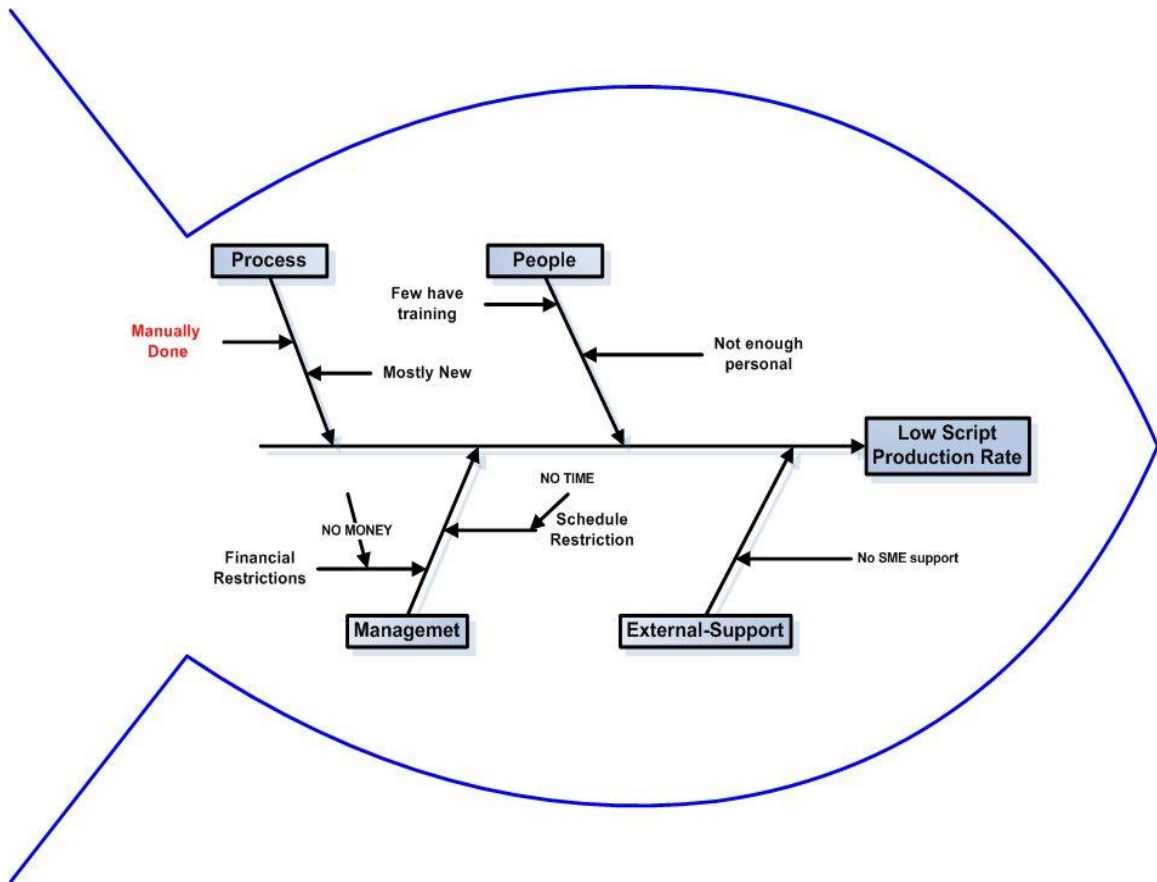 Process
People
Few have
training
Manually
Done
Not enough
personal
Mostly New
Low Script
Production Rate
NO TIME
NO MONEY
Schedule
Restriction
Financial
Restrictions
No SME support
Managemet
External-Support